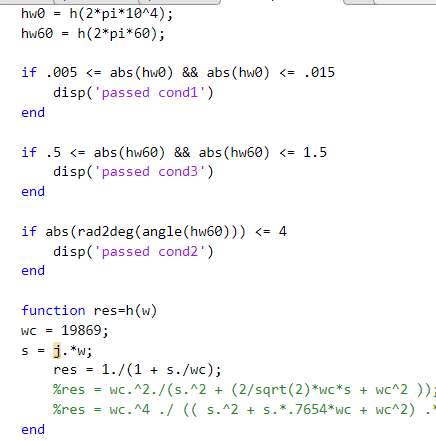 hw0 = h(2*pi*10^4);
hw60 = h(2*pi*60);
if .005 <= abs(hw0) && abs(hw0) <= .015
disp('passed cond1')
end
if .5 <= abs(hw60) && abs(hw60) <= 1.5
disp('passed cond3')
end
if abs(rad2deg(angle(hw60))) <= 4
disp('passed cond2')
end
function res=h(w)
wc = 19869;
s = j.*w;
res = 1./(1 + s./wc);
%res = wc.^2./(s.^2 + (2/sqrt(2)*wc*s + wc^2 ));
%res = wc.^4 ./ (( s.^2 + s.*.7654*wc + wc^2) .*
end